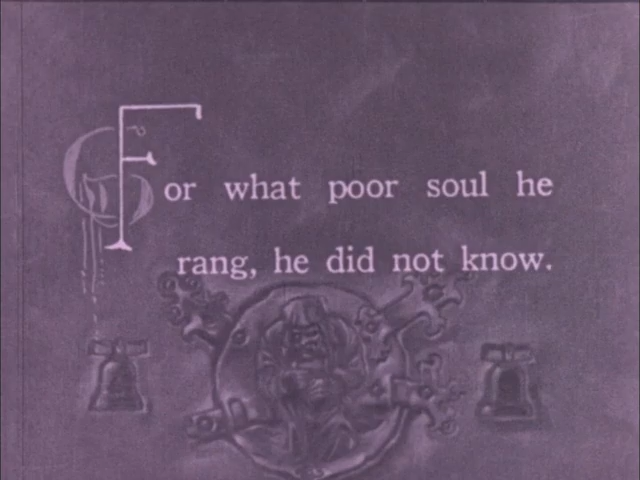 For what poor soul he
rang, he did not know.